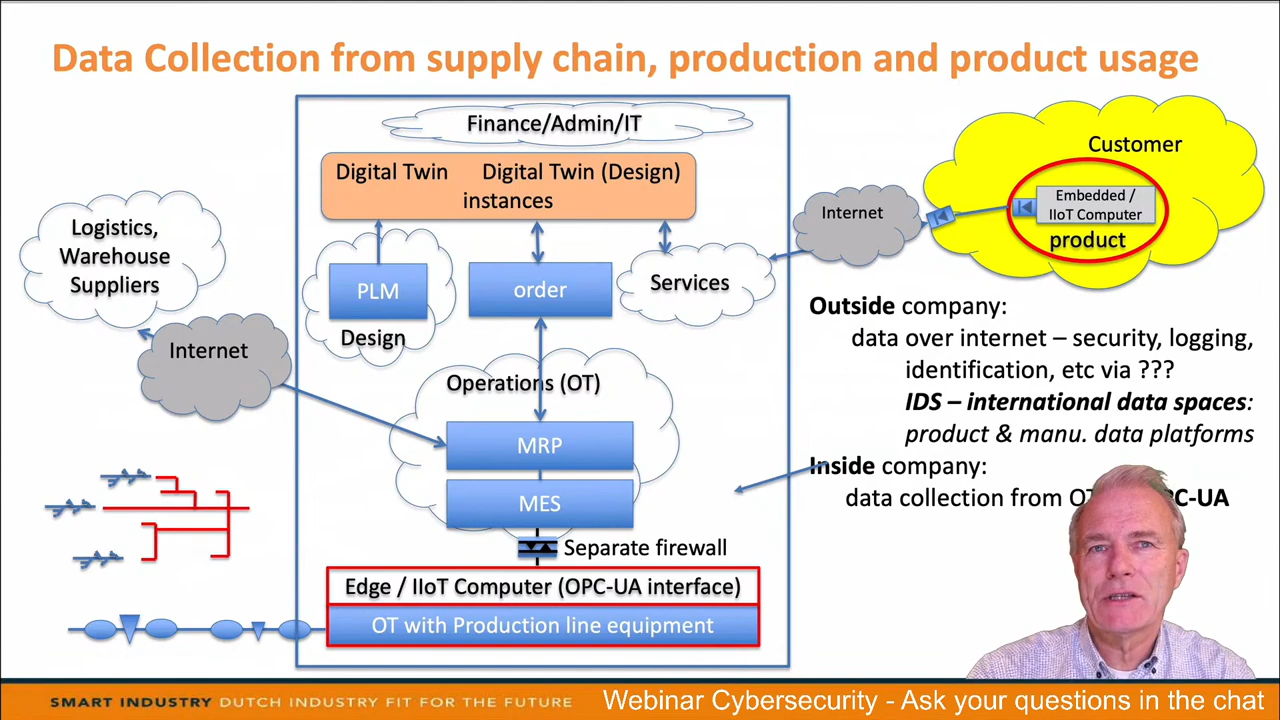 Data Collection from supply chain, production and product usage
Finance/Admin/IT
Digital Twin
Digital Twin (Design)
instances
Customer
Embedded /
IIoT Computer
product
Internet
Logistics,
Warehouse
Suppliers
PLM
Design
order
Services
Internet
Operations (OT)
MRP
MES
Separate firewall
Edge / IIoT Computer (OPC-UA interface)
OT with Production line equipment
Outside company:
data over internet – security, logging,
identification, etc via ???
IDS – international data spaces:
product & manu. data platforms
Inside company:
data collection from PC-UA
SMART INDUSTRY DUTCH INDUSTRY FIT FOR THE FUTURE
Webinar Cybersecurity - Ask your questions in the chat